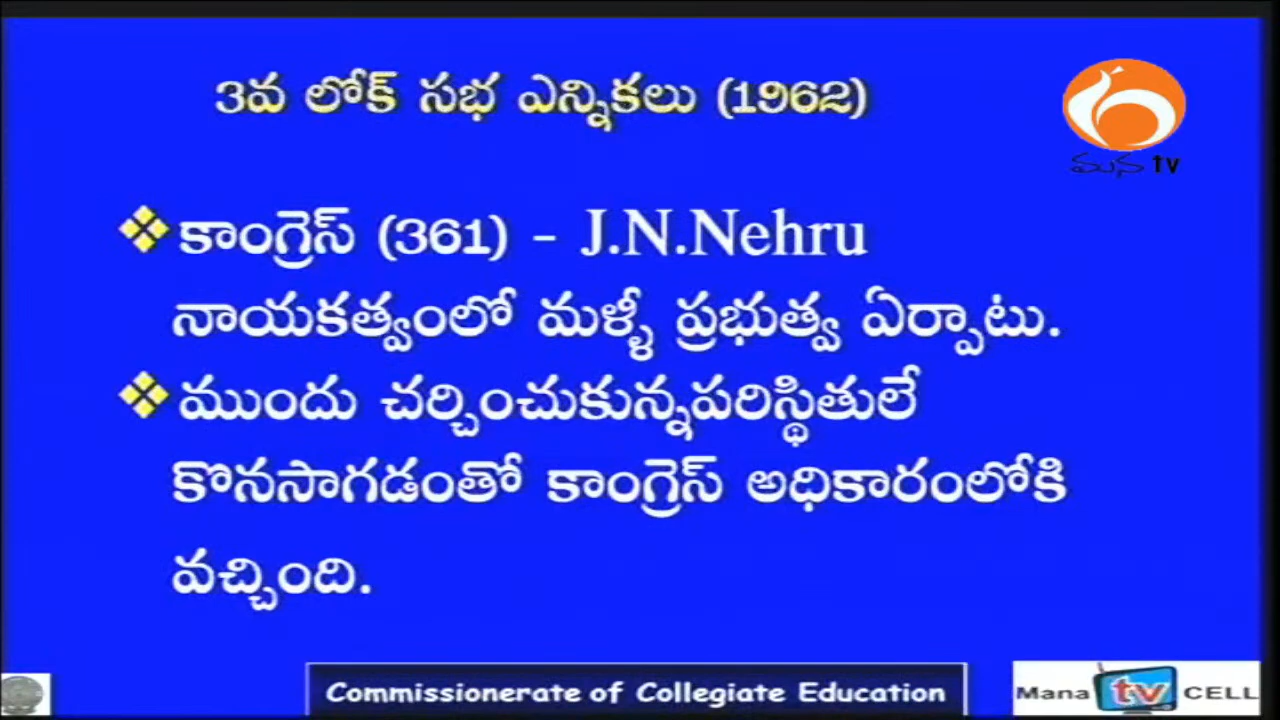 3వ లోక్ సభ ఎన్నికలు (1962)
మన tv
కాంగ్రెస్ (361) - J.N.Nehru
నాయకత్వంలో మళ్ళీ ప్రభుత్వ ఏర్పాటు.
ముందు చర్చించుకున్నపరిస్థితులే
కొనసాగడంతో కాంగ్రెస్ అధికారంలోకి
వచ్చింది.
Commissionerate of Collegiate Education
Mana tv CELL